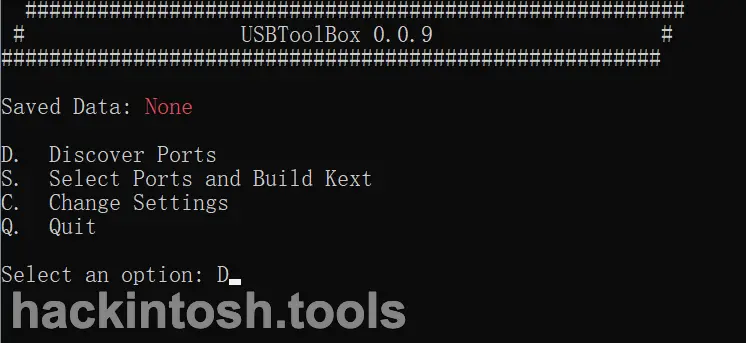 #######################################################
# USBToolBox 0.0.9 #
#######################################################
Saved Data: None
D. Discover Ports
S. Select Ports and Build Kext
C. Change Settings
Q. Quit
Select an option: D
hackintosh.tools